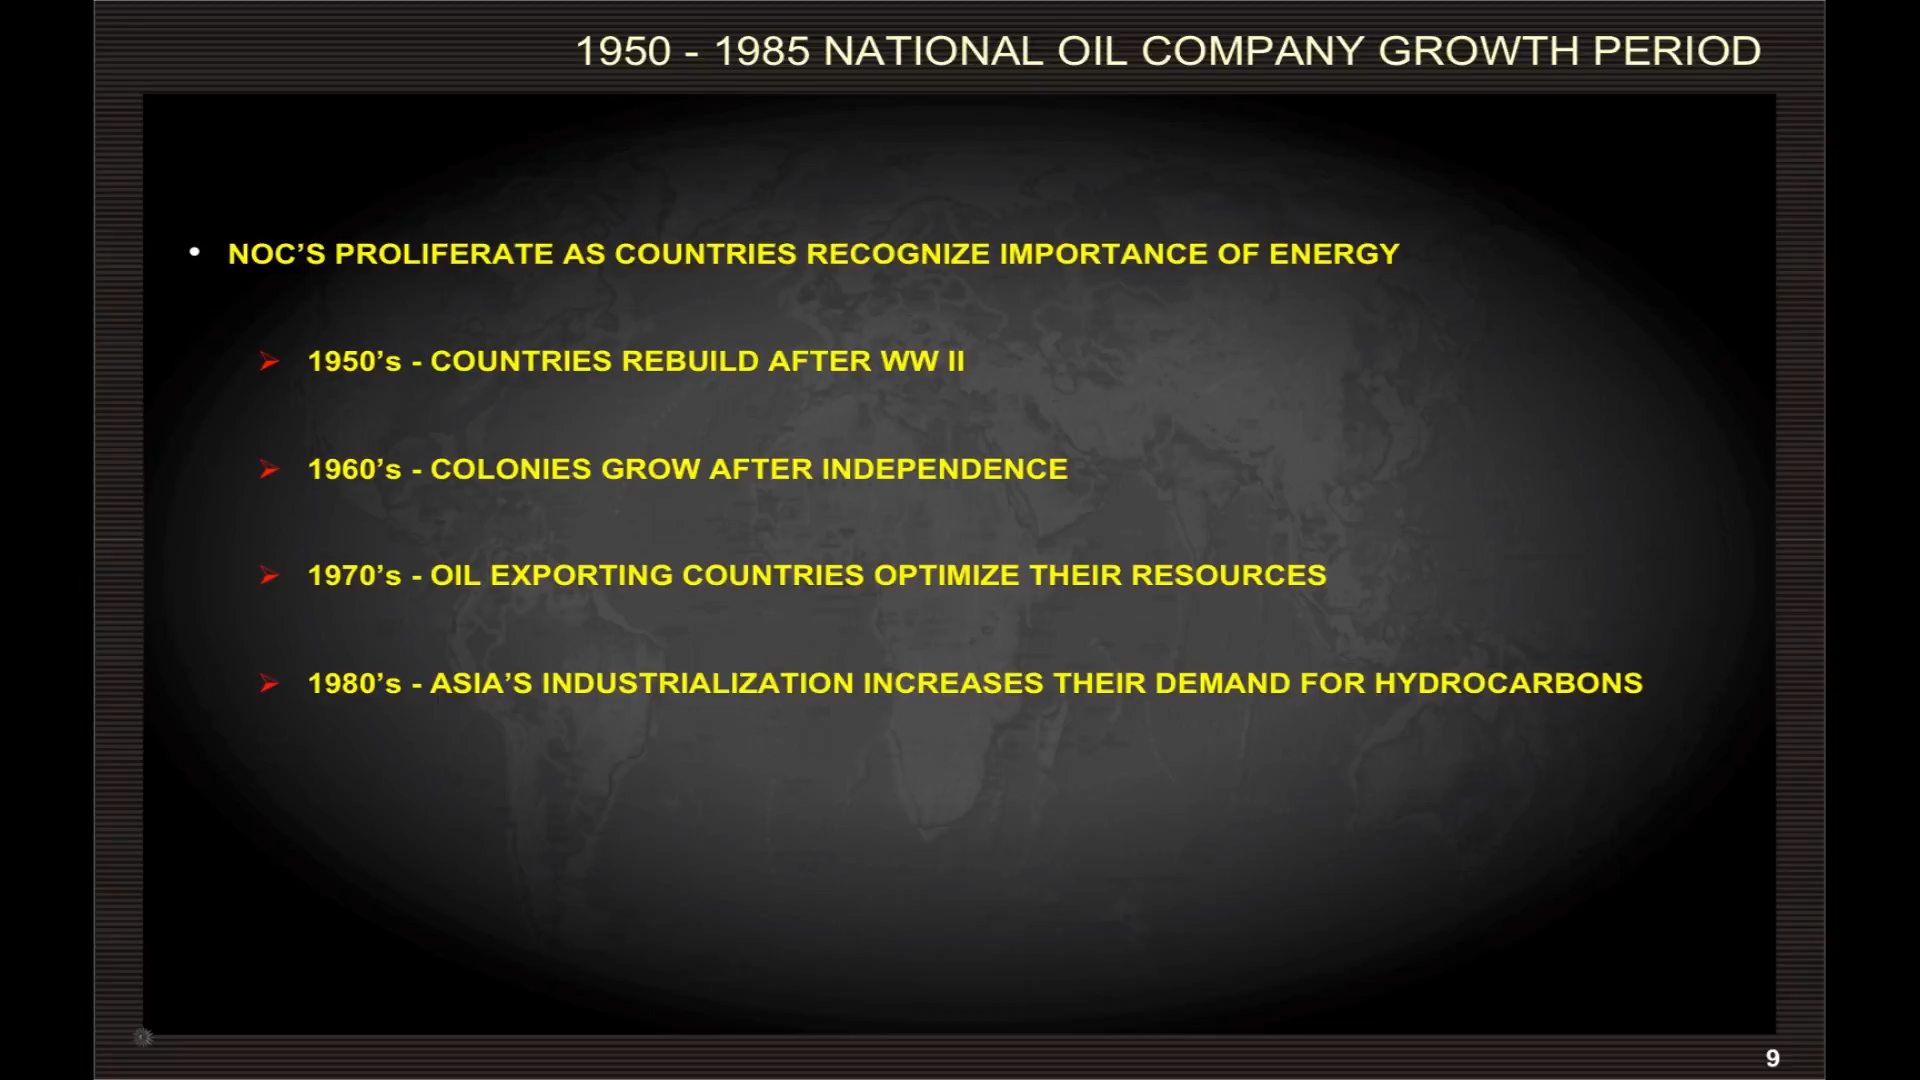 1950 - 1985 NATIONAL OIL COMPANY GROWTH PERIOD
• NOC’S PROLIFERATE AS COUNTRIES RECOGNIZE IMPORTANCE OF ENERGY
➢ 1950’s - COUNTRIES REBUILD AFTER WW II
➢ 1960’s - COLONIES GROW AFTER INDEPENDENCE
➢ 1970’s - OIL EXPORTING COUNTRIES OPTIMIZE THEIR RESOURCES
➢ 1980’s - ASIA’S INDUSTRIALIZATION INCREASES THEIR DEMAND FOR HYDROCARBONS
9